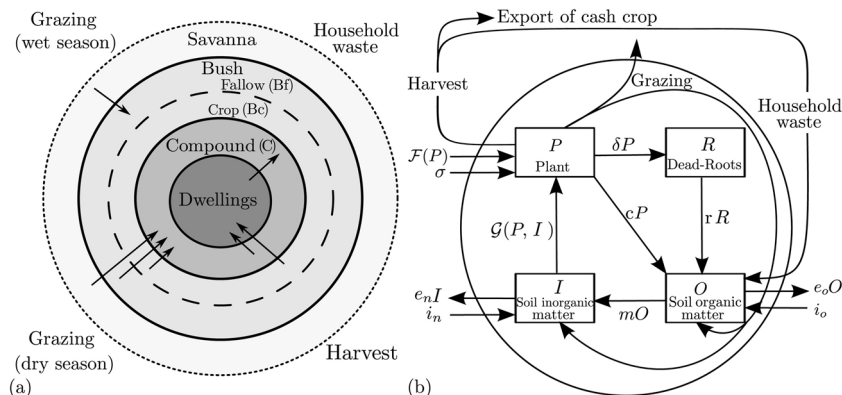 Grazing
(wet season)
Savanna
Household
waste
Bush
Fallow (Bf)
Crop (Bc)
Compound (C)
Dwellings
Grazing
(dry season)
Harvest
(a)
Export of cash crop
Harvest
Grazing
Household
waste
P
Plant
δP
R
Dead-Roots
F(P)
σ
G(P, I)
cP
rR
I
Soil inorganic
matter
mO
O
Soil organic
matter
eₙI
iₙ
eₒO
iₒ
(b)